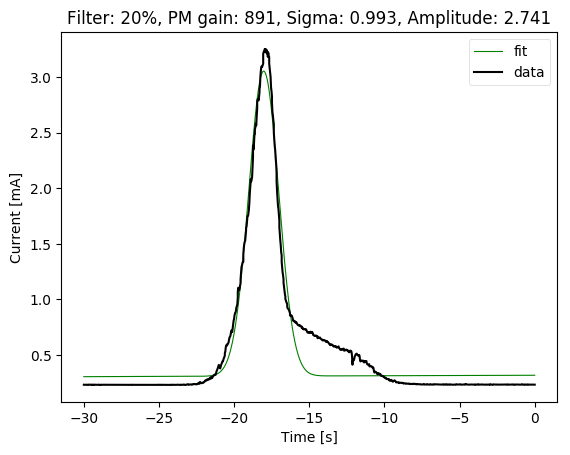 Filter: 20%, PM gain: 891, Sigma: 0.993, Amplitude: 2.741
fit
data
3.0
2.5
2.0
1.5
1.0
0.5
Current [mA]
−30
−25
−20
−15
−10
−5
0
Time [s]